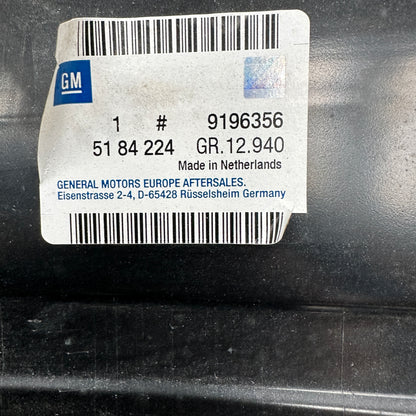 GM
1 # 9196356
51 84 224 GR.12.940
Made in Netherlands
GENERAL MOTORS EUROPE AFTERSALES.
Eisenstrasse 2-4, D-65428 Rüsselsheim Germany